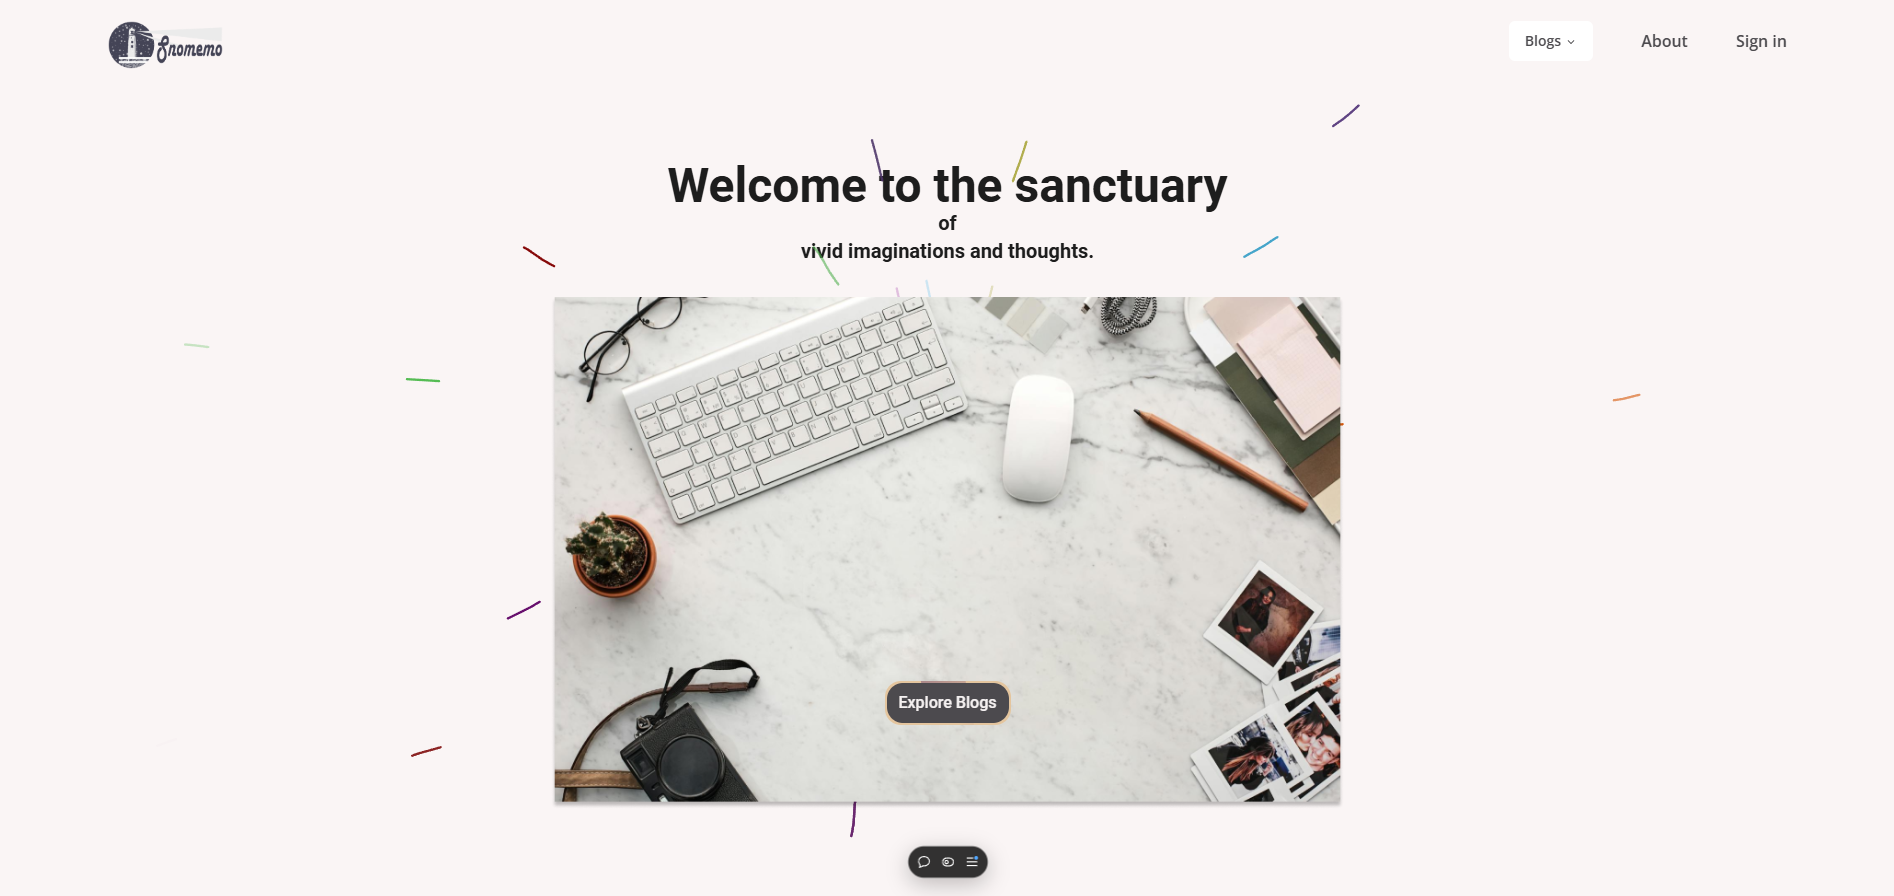 Snomemo
Blogs
About
Sign in
Welcome to the sanctuary
of
vivid imaginations and thoughts.
Explore Blogs